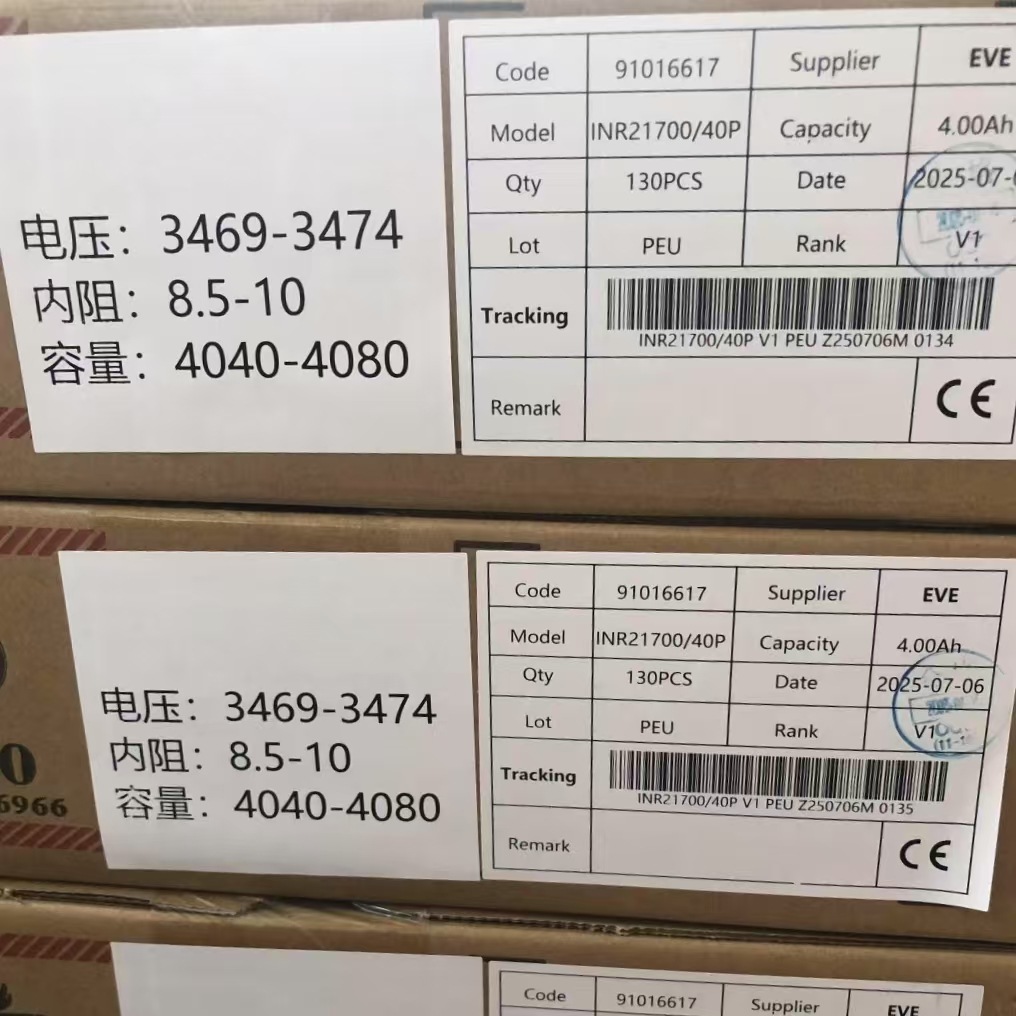 电压：3469-3474
内阻：8.5-10
容量：4040-4080
Code 91016617 Supplier EVE
Model INR21700/40P Capacity 4.00Ah
Qty 130PCS Date 2025-07-
Lot PEU Rank V1
Tracking
INR21700/40P V1 PEU Z250706M 0134
Remark CE
电压：3469-3474
内阻：8.5-10
容量：4040-4080
Code 91016617 Supplier EVE
Model INR21700/40P Capacity 4.00Ah
Qty 130PCS Date 2025-07-06
Lot PEU Rank V1
Tracking
INR21700/40P V1 PEU Z250706M 0135
Remark CE
0
6966
Code 91016617 Supplier EVE